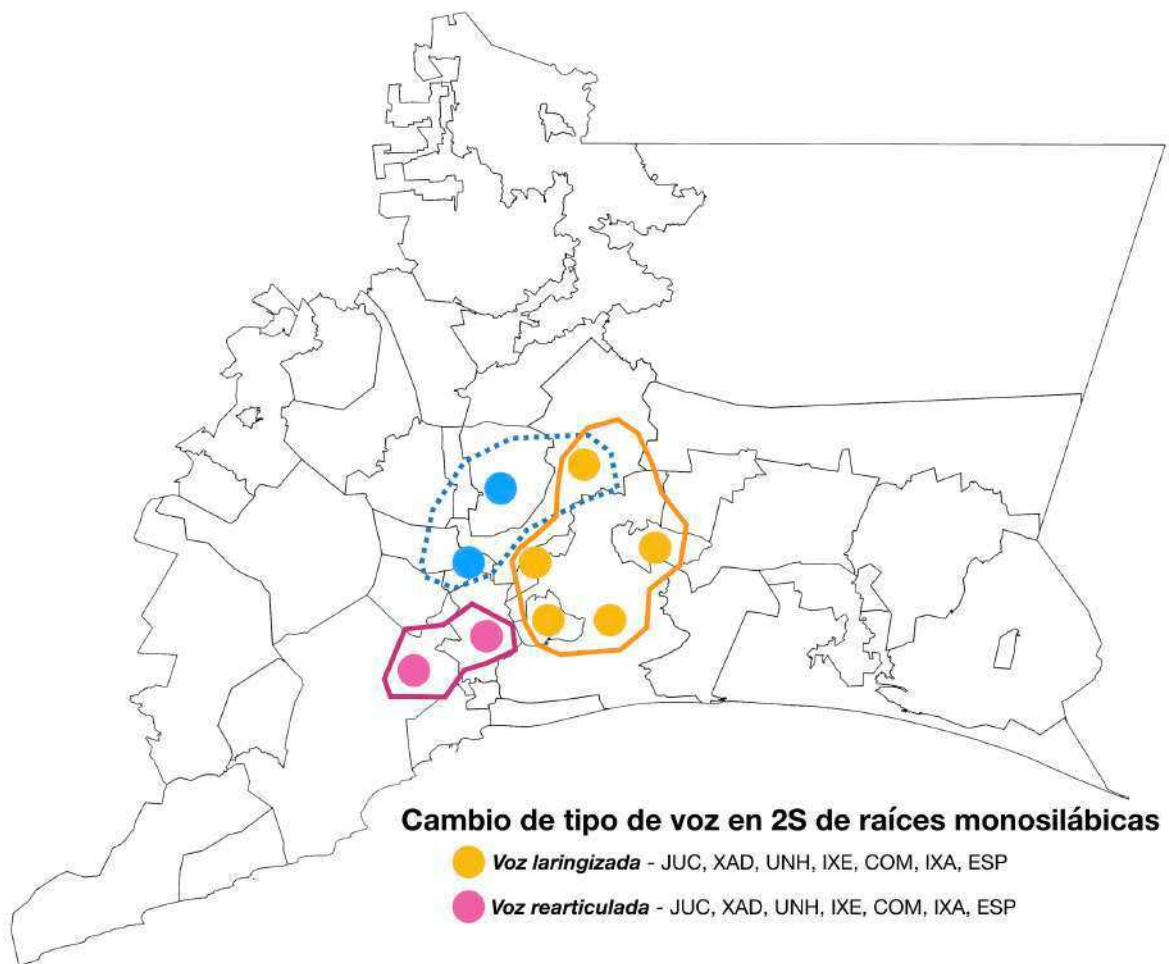 Cambio de tipo de voz en 2S de raíces monosilábicas
Voz laringizada - JUC, XAD, UNH, IXE, COM, IXA, ESP
Voz rearticulada - JUC, XAD, UNH, IXE, COM, IXA, ESP